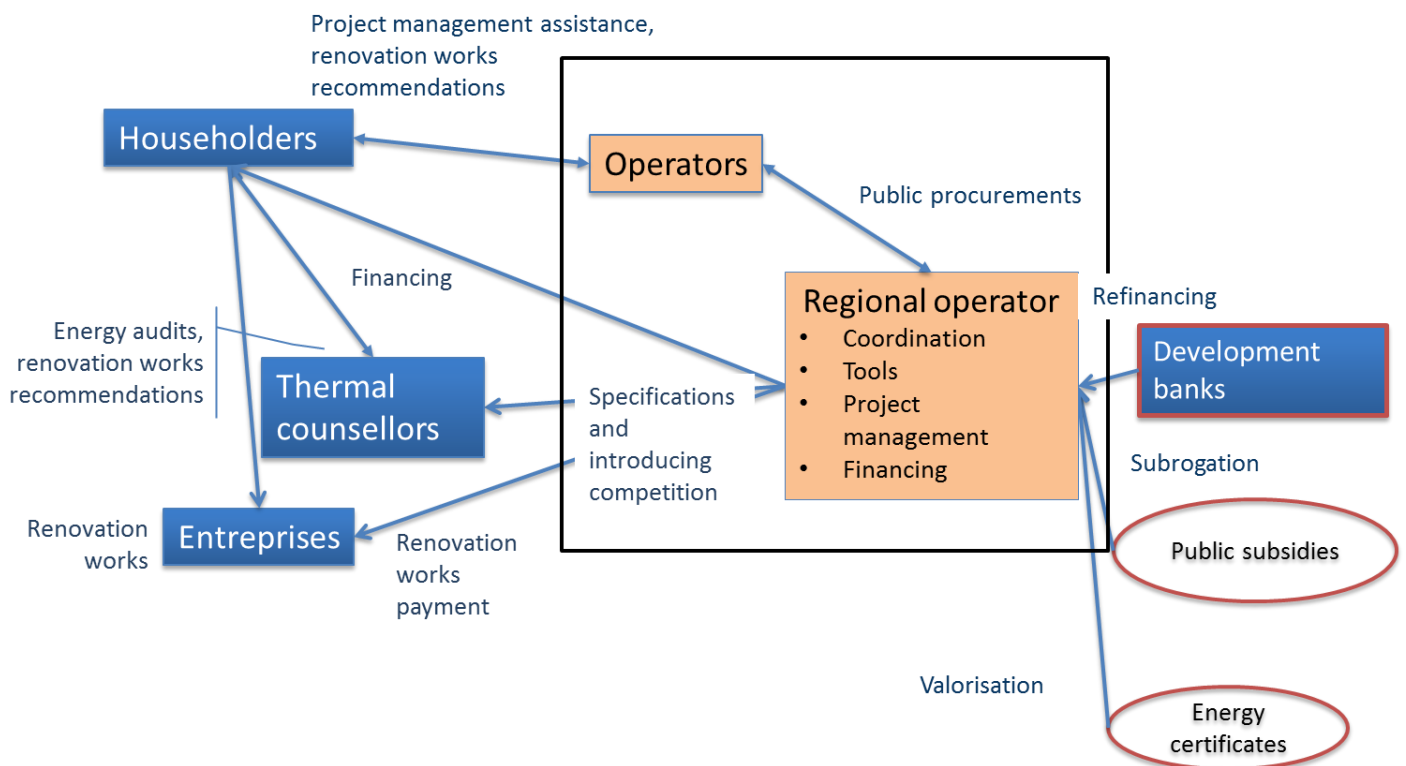 Project management assistance,
renovation works
recommendations
Householders
Operators
Public procurements
Financing
Regional operator
• Coordination
• Tools
• Project
management
• Financing
Refinancing
Development
banks
Energy audits,
renovation works
recommendations
Thermal
counsellors
Specifications
and
introducing
competition
Subrogation
Renovation
works
Entreprises
Renovation
works
payment
Public subsidies
Valorisation
Energy
certificates